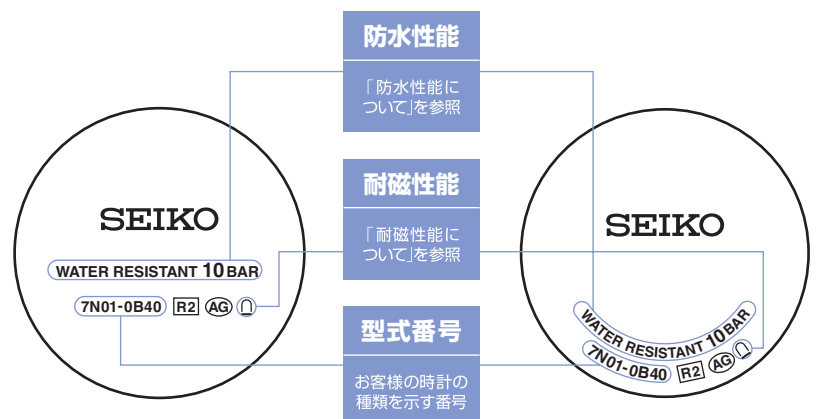 防水性能
「防水性能に
ついて」を参照
耐磁性能
「耐磁性能に
ついて」を参照
型式番号
お客様の時計の
種類を示す番号
SEIKO
WATER RESISTANT 10 BAR
7N01-0B40 R2 AG
SEIKO
WATER RESISTANT 10 BAR
7N01-0B40 R2 AG